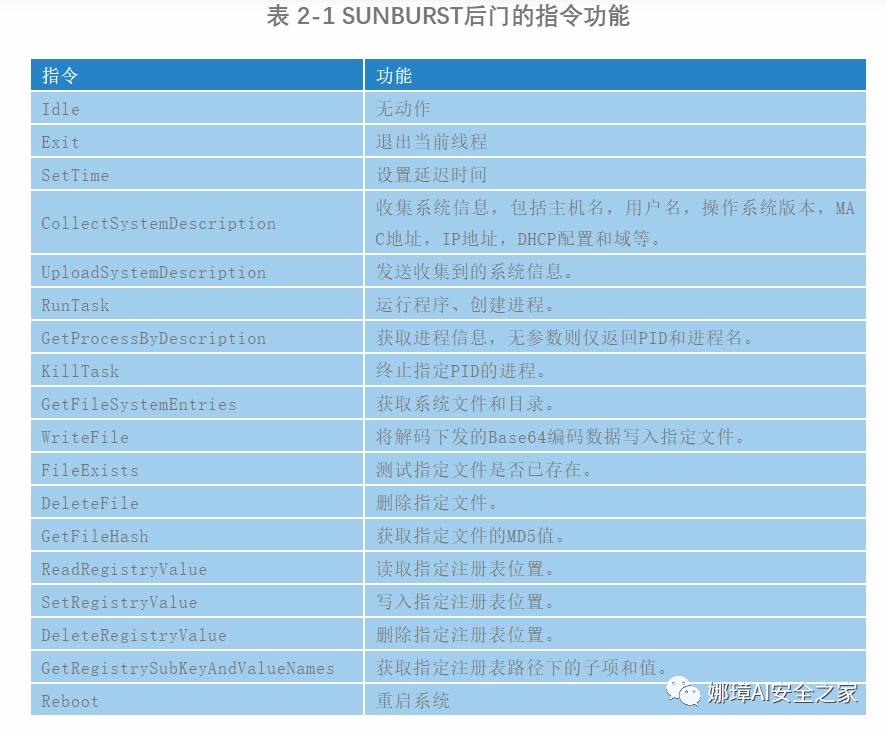 表 2-1 SUNBURST后门的指令功能
指令 功能
Idle 无动作
Exit 退出当前线程
SetTime 设置延迟时间
CollectSystemDescription 收集系统信息，包括主机名，用户名，操作系统版本，MA
C地址，IP地址，DHCP配置和域等。
UploadSystemDescription 发送收集到的系统信息。
RunTask 运行程序、创建进程。
GetProcessByDescription 获取进程信息，无参数则仅返回PID和进程名。
KillTask 终止指定PID的进程。
GetFileSystemEntries 获取系统文件和目录。
WriteFile 将解码下发的Base64编码数据写入指定文件。
FileExists 测试指定文件是否已存在。
DeleteFile 删除指定文件。
GetFileHash 获取指定文件的MD5值。
ReadRegistryValue 读取指定注册表位置。
SetRegistryValue 写入指定注册表位置。
DeleteRegistryValue 删除指定注册表位置。
GetRegistrySubKeyAndValueNames 获取指定注册表路径下的子项和值。
Reboot 重启系统
娜璋AI安全之家